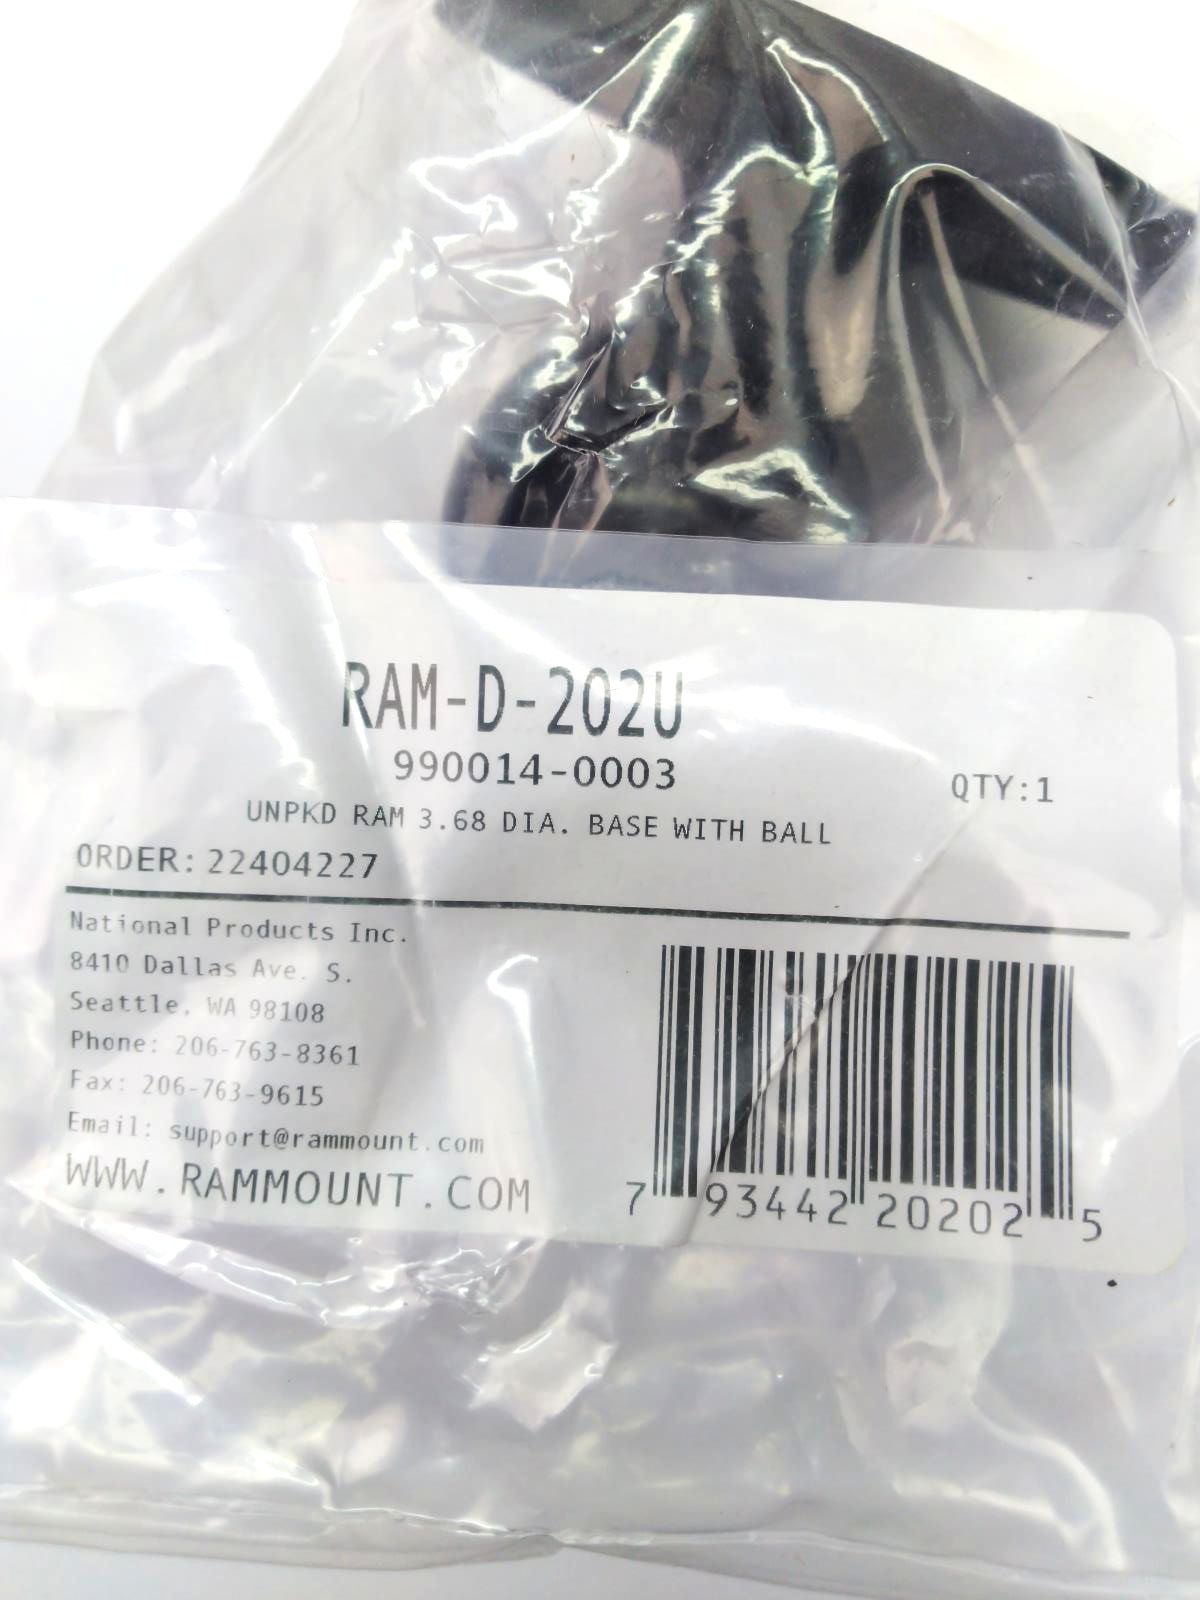 RAM-D-202U
990014-0003
QTY:1
UNPKD RAM 3.68 DIA. BASE WITH BALL
ORDER: 22404227
National Products Inc.
8410 Dallas Ave. S.
Seattle, WA 98108
Phone: 206-763-8361
Fax: 206-763-9615
Email: support@rammount.com
WWW.RAMMOUNT.COM
7 93442 20202 5